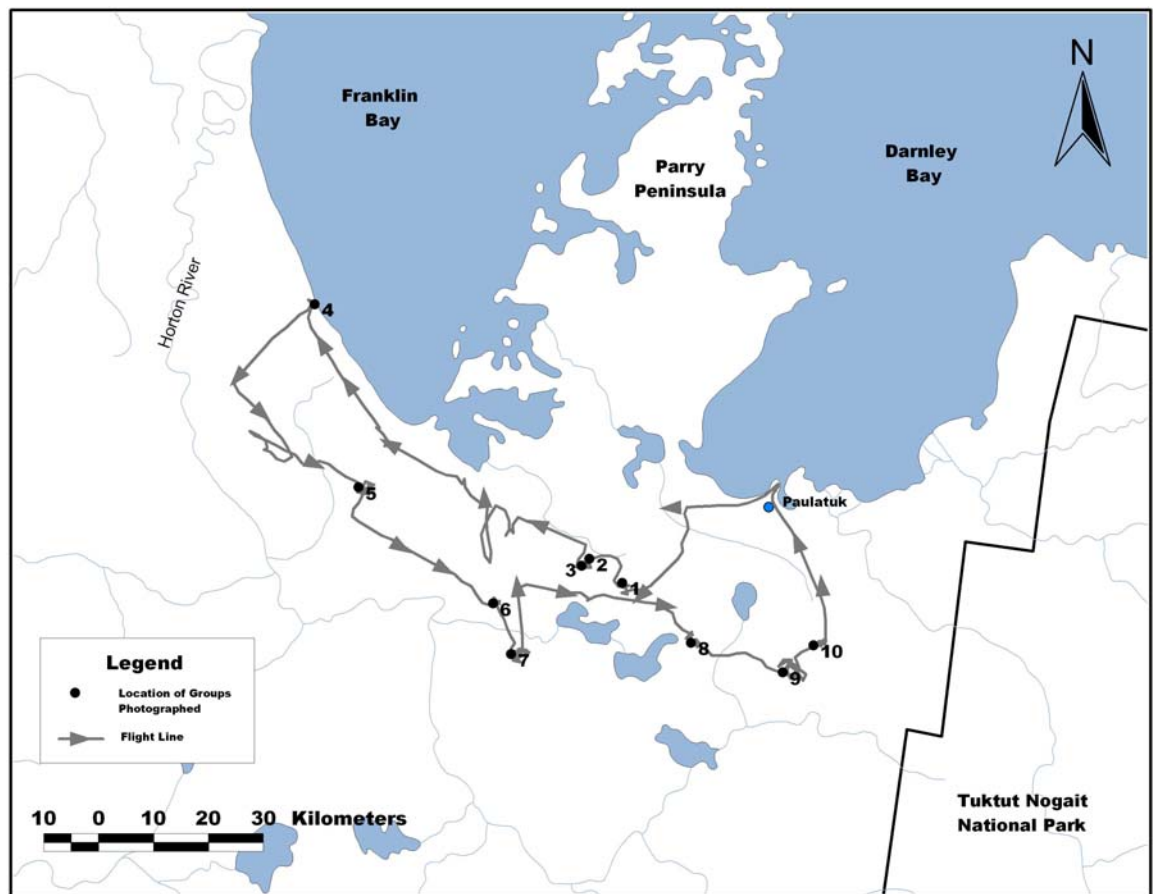 N
Franklin
Bay
Parry
Peninsula
Darnley
Bay
Horton River
4
5
Paulatuk
2
3
1
6
7
8
10
9
Legend
Location of Groups
Photographed
Flight Line
10 0 10 20 30 Kilometers
Tuktut Nogait
National Park